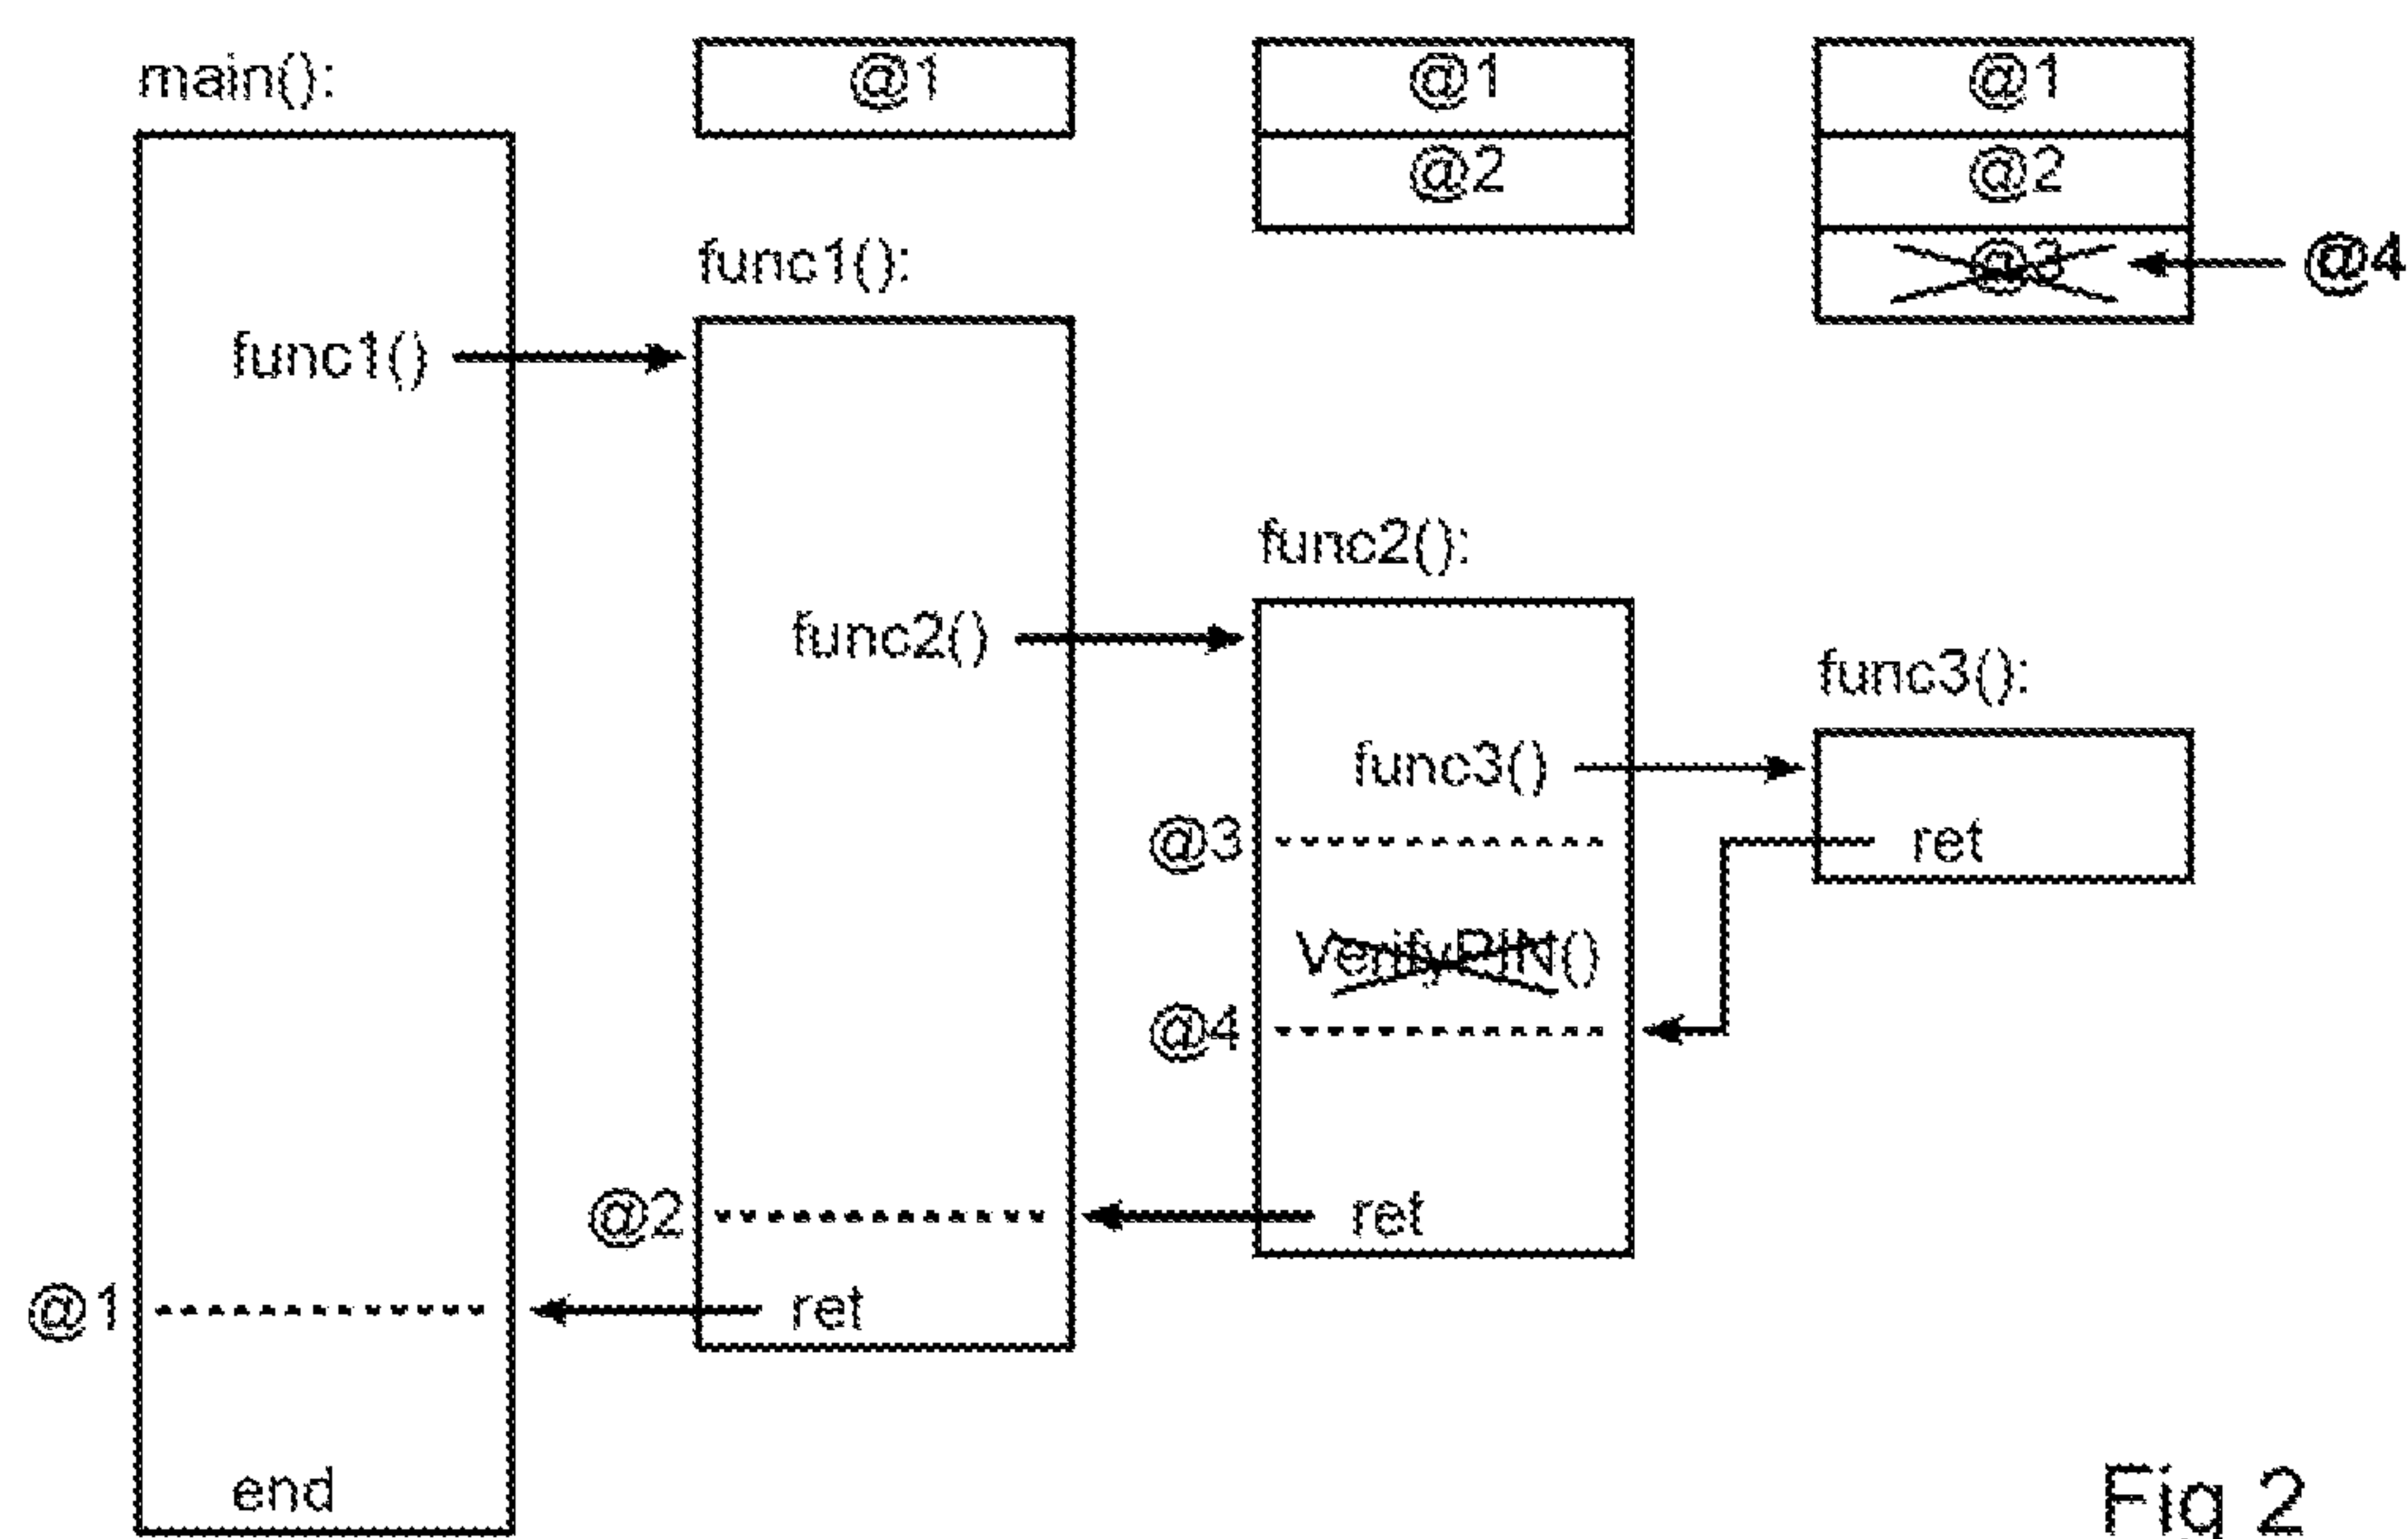 main():
@1
@1
@1
@2
@2
func1():
@3
@4
func1()
func2():
func2()
func3():
func3()
@3
ret
VerifyPIN()
@4
@2
ret
@1
ret
end
Fig 2